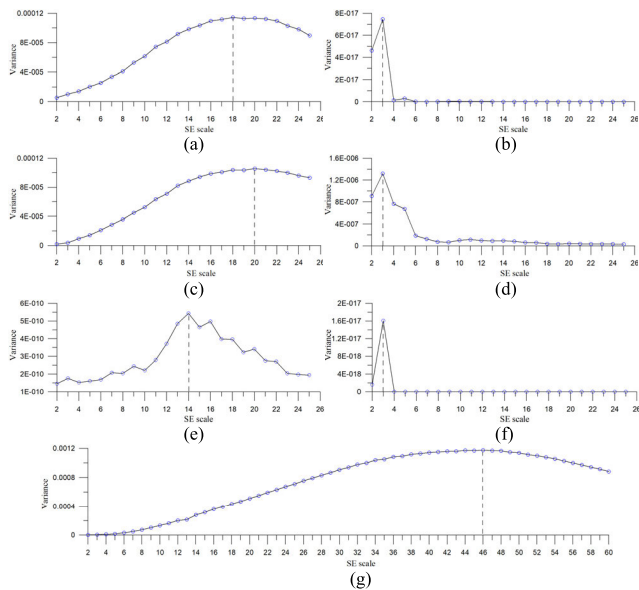 0.00012
8E-005
4E-005
0
Variance
2 4 6 8 10 12 14 16 18 20 22 24 26
SE scale
(a)
8E-017
6E-017
4E-017
2E-017
0
Variance
2 4 6 8 10 12 14 16 18 20 22 24 26
SE scale
(b)
0.00012
8E-005
4E-005
0
Variance
2 4 6 8 10 12 14 16 18 20 22 24 26
SE scale
(c)
1.6E-006
1.2E-006
8E-007
4E-007
0
Variance
2 4 6 8 10 12 14 16 18 20 22 24 26
SE scale
(d)
6E-010
5E-010
4E-010
3E-010
2E-010
1E-010
Variance
2 4 6 8 10 12 14 16 18 20 22 24 26
SE scale
(e)
2E-017
1.6E-017
1.2E-017
8E-018
4E-018
0
Variance
2 4 6 8 10 12 14 16 18 20 22 24 26
SE scale
(f)
0.0012
0.0008
0.0004
0
Variance
2 4 6 8 10 12 14 16 18 20 22 24 26 28 30 32 34 36 38 40 42 44 46 48 50 52 54 56 58 60
SE scale
(g)